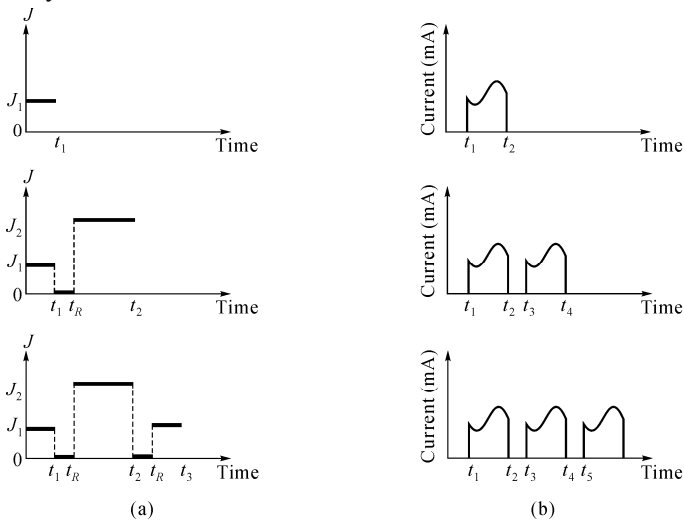 J
J1
0
t1
Time
Current (mA)
t1 t2
Time
J
J2
J1
0
t1 tR t2
Time
Current (mA)
t1 t2 t3 t4
Time
J
J2
J1
0
t1 tR t2 tR t3
Time
Current (mA)
t1 t2 t3 t4 t5
Time
(a)
(b)